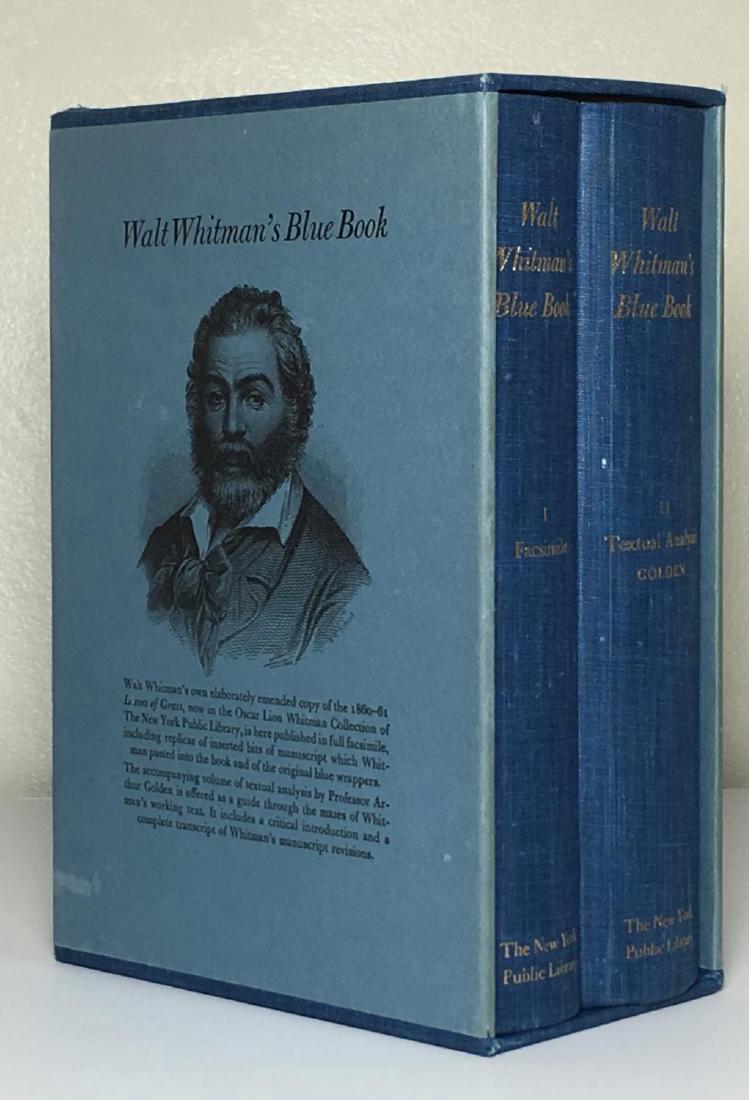 Walt Whitman's Blue Book
Walt Whitman's own elaborately emended copy of the 1860–61
Leaves of Grass, now in the Oscar Lion Whitman Collection of
The New York Public Library, is here published in full facsimile,
including replicas of inserted bits of manuscript which Whit-
man pasted into the book and of the original blue wrappers.
The accompanying volume of textual analysis by Professor Ar-
thur Golden is offered as a guide through the mazes of Whit-
man's working text. It includes a critical introduction and a
complete transcript of Whitman's manuscript revisions.
Walt
Whitman's
Blue Book
I
Facsimile
The New York
Public Library
Walt
Whitman's
Blue Book
II
Textual Analysis
GOLDEN
The New York
Public Library